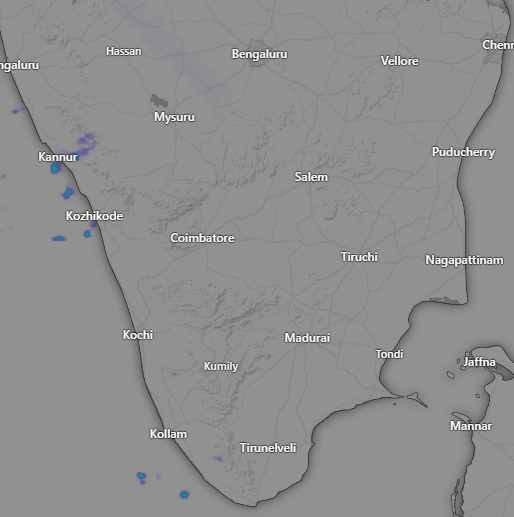 Hassan
Bengaluru
Chenn
Vellore
ngaluru
Mysuru
Kannur
Puducherry
Salem
Kozhikode
Coimbatore
Tiruchi
Nagapattinam
Kochi
Madurai
Tondi
Kumily
Jaffna
Mannar
Kollam
Tirunelveli